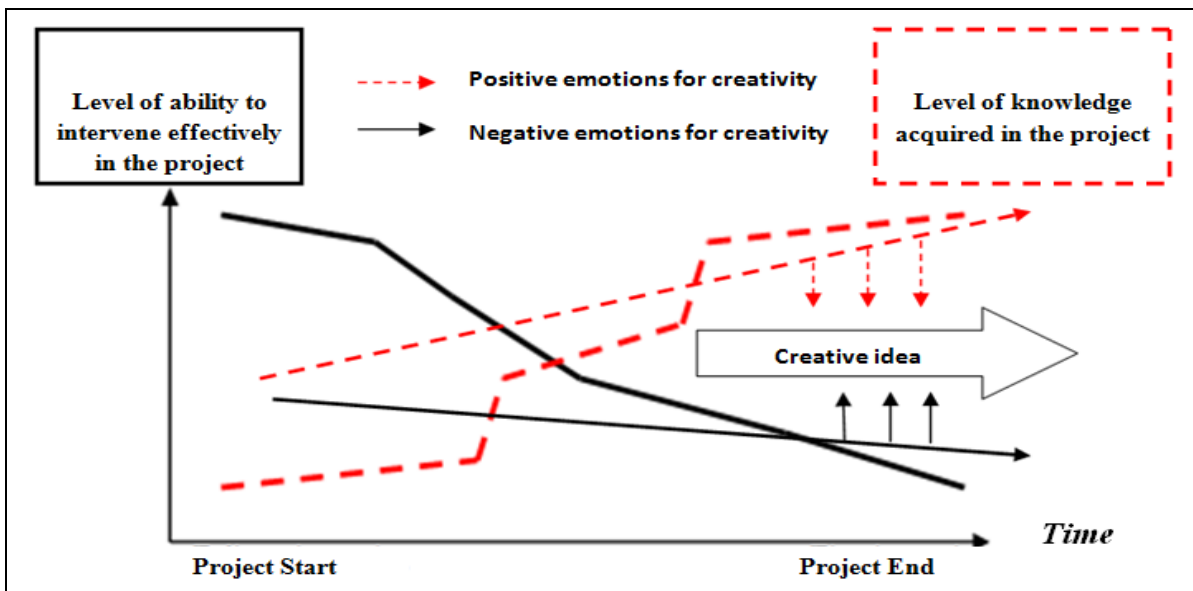 Level of ability to
intervene effectively
in the project
Positive emotions for creativity
Negative emotions for creativity
Level of knowledge
acquired in the project
Creative idea
Time
Project Start
Project End